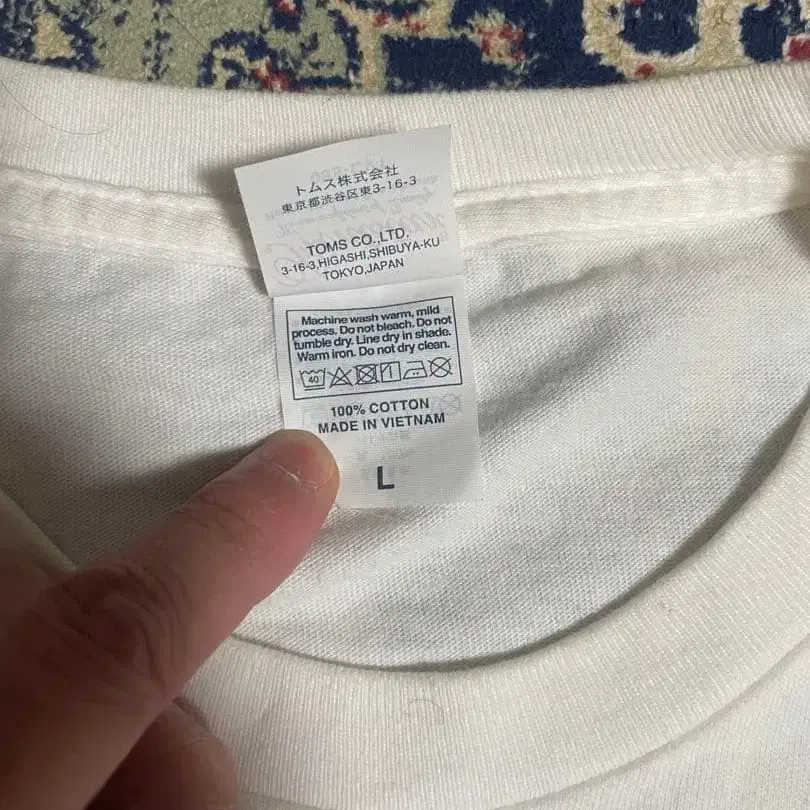 トムス株式会社
東京都渋谷区東3-16-3
TOMS CO.,LTD.
3-16-3,HIGASHI,SHIBUYA-KU
TOKYO,JAPAN
Machine wash warm, mild
process. Do not bleach. Do not
tumble dry. Line dry in shade.
Warm iron. Do not dry clean.
40
100% COTTON
MADE IN VIETNAM
L